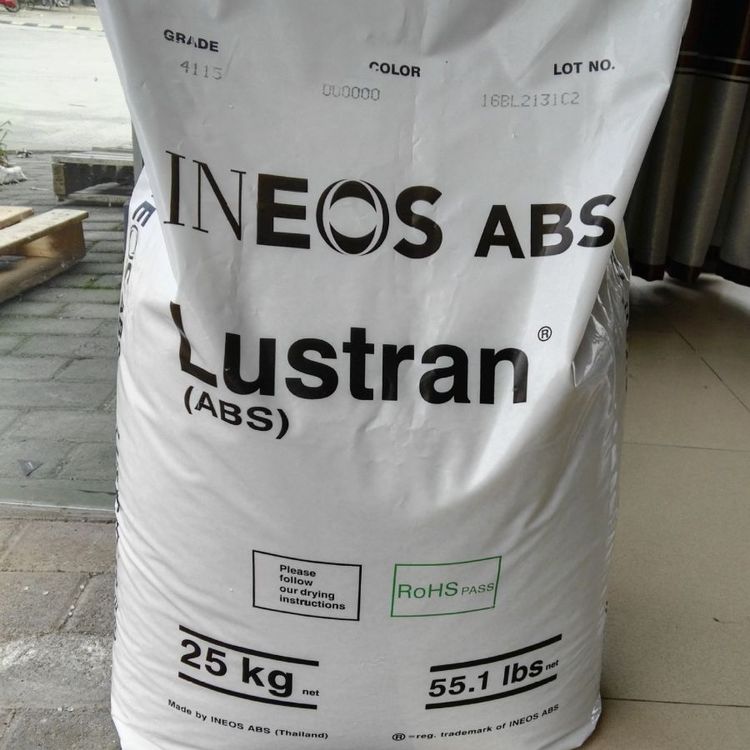 GRADE COLOR LOT NO.
4115 000000 16BL2131C2
INEOS ABS
Lustran®
(ABS)
Please
follow
our drying
instructions
RoHS PASS
25 kg net
55.1 lbs net
Made by INEOS ABS (Thailand)
®=reg. trademark of INEOS ABS